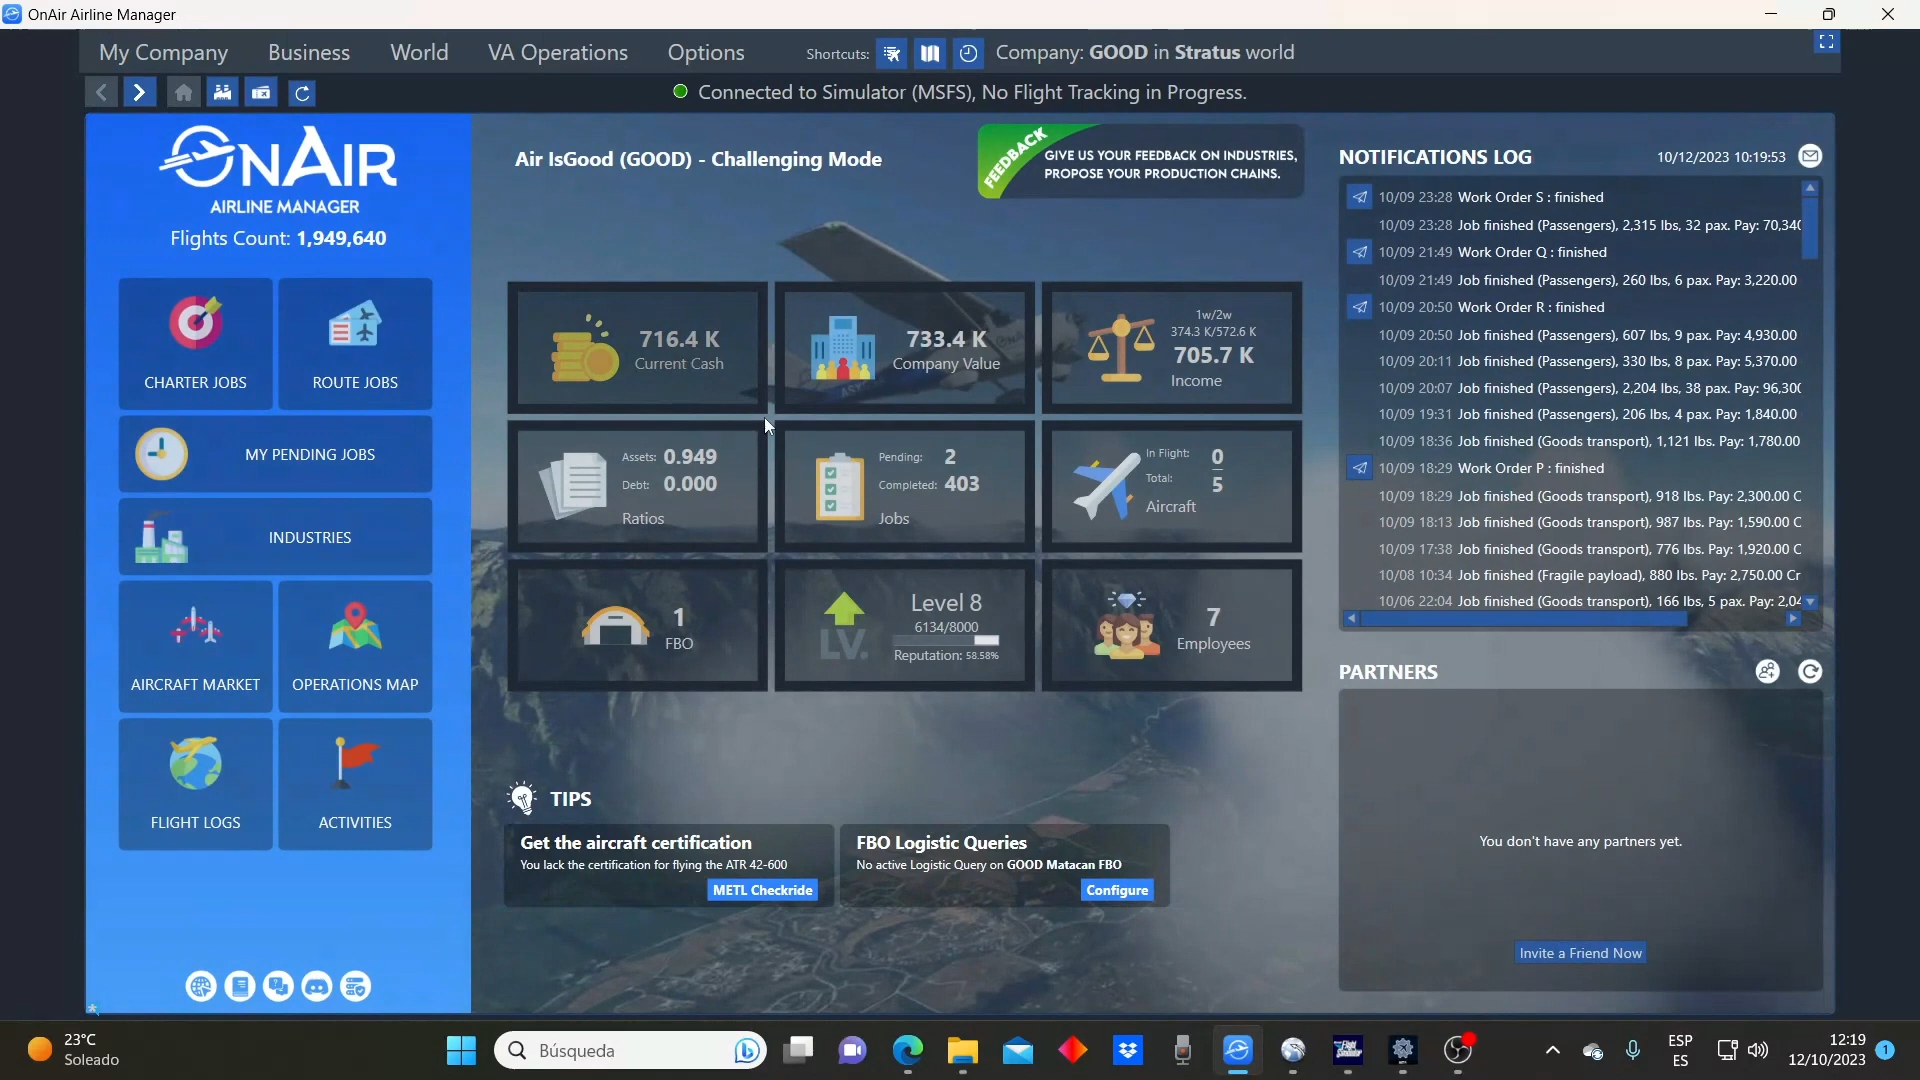 OnAir Airline Manager
My Company Business World VA Operations Options Shortcuts: Company: GOOD in Stratus world
Connected to Simulator (MSFS), No Flight Tracking in Progress.
ONAIR
AIRLINE MANAGER
Flights Count: 1,949,640
CHARTER JOBS
ROUTE JOBS
MY PENDING JOBS
INDUSTRIES
AIRCRAFT MARKET
OPERATIONS MAP
FLIGHT LOGS
ACTIVITIES
Air IsGood (GOOD) - Challenging Mode
FEEDBACK
GIVE US YOUR FEEDBACK ON INDUSTRIES,
PROPOSE YOUR PRODUCTION CHAINS.
716.4 K
Current Cash
733.4 K
Company Value
1w/2w
374.3 K/572.6 K
705.7 K
Income
Assets: 0.949
Debt: 0.000
Ratios
Pending: 2
Completed: 403
Jobs
In Flight: 0
Total: 5
Aircraft
1
FBO
LV.
Level 8
6134/8000
Reputation: 58.58%
7
Employees
TIPS
Get the aircraft certification
You lack the certification for flying the ATR 42-600
METL Checkride
FBO Logistic Queries
No active Logistic Query on GOOD Matacan FBO
Configure
NOTIFICATIONS LOG 10/12/2023 10:19:53
10/09 23:28 Work Order S : finished
10/09 23:28 Job finished (Passengers), 2,315 lbs, 32 pax. Pay: 70,340
10/09 21:49 Work Order Q : finished
10/09 21:49 Job finished (Passengers), 260 lbs, 6 pax. Pay: 3,220.00
10/09 20:50 Work Order R : finished
10/09 20:50 Job finished (Passengers), 607 lbs, 9 pax. Pay: 4,930.00
10/09 20:11 Job finished (Passengers), 330 lbs, 8 pax. Pay: 5,370.00
10/09 20:07 Job finished (Passengers), 2,204 lbs, 38 pax. Pay: 96,300
10/09 19:31 Job finished (Passengers), 206 lbs, 4 pax. Pay: 1,840.00
10/09 18:36 Job finished (Goods transport), 1,121 lbs. Pay: 1,780.00
10/09 18:29 Work Order P : finished
10/09 18:29 Job finished (Goods transport), 918 lbs. Pay: 2,300.00 C
10/09 18:13 Job finished (Goods transport), 987 lbs. Pay: 1,590.00 C
10/09 17:38 Job finished (Goods transport), 776 lbs. Pay: 1,920.00 C
10/08 10:34 Job finished (Fragile payload), 880 lbs. Pay: 2,750.00 Cr
10/06 22:04 Job finished (Goods transport), 166 lbs, 5 pax. Pay: 2,04
PARTNERS
You don't have any partners yet.
Invite a Friend Now
23°C
Soleado
Búsqueda
ESP
ES
12:19
12/10/2023
1